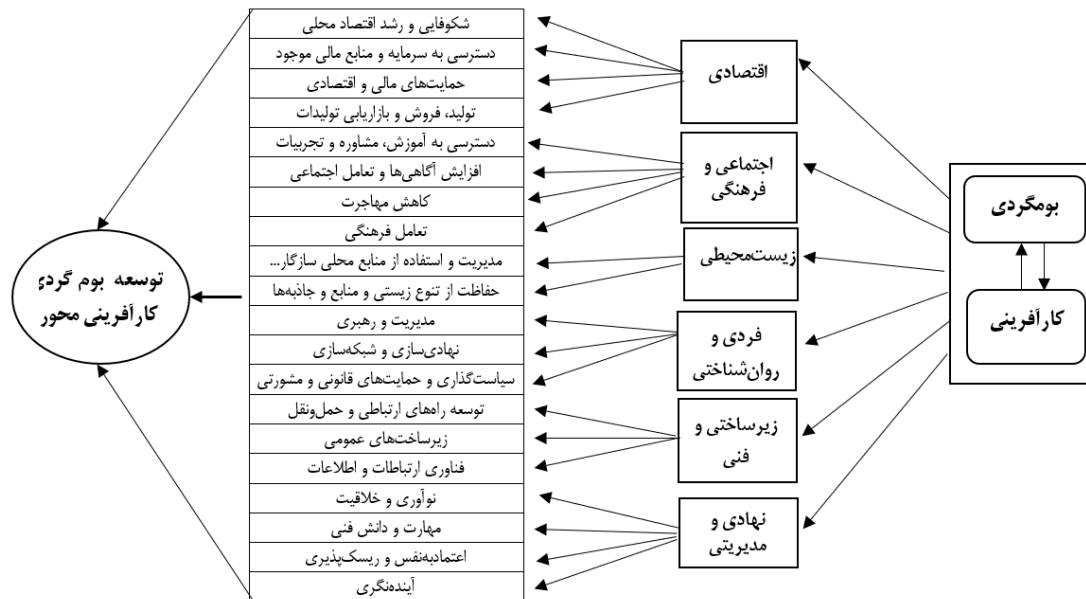 بومگردی
کارآفرینی
اقتصادی
اجتماعی و
فرهنگی
زیست‌محیطی
فردی و
روان‌شناختی
زیرساختی و
فنی
نهادی و
مدیریتی
شکوفایی و رشد اقتصاد محلی
دسترسی به سرمایه و منابع مالی موجود
حمایت‌های مالی و اقتصادی
تولید، فروش و بازاریابی تولیدات
دسترسی به آموزش، مشاوره و تجربیات
افزایش آگاهی‌ها و تعامل اجتماعی
کاهش مهاجرت
تعامل فرهنگی
مدیریت و استفاده از منابع محلی سازگار...
حفاظت از تنوع زیستی و منابع و جاذبه‌ها
مدیریت و رهبری
نهادی‌سازی و شبکه‌سازی
سیاست‌گذاری و حمایت‌های قانونی و مشورتی
توسعه راه‌های ارتباطی و حمل‌ونقل
زیرساخت‌های عمومی
فناوری ارتباطات و اطلاعات
نوآوری و خلاقیت
مهارت و دانش فنی
اعتمادبه‌نفس و ریسک‌پذیری
آینده‌نگری
توسعه بوم گردی
کارآفرینی محور